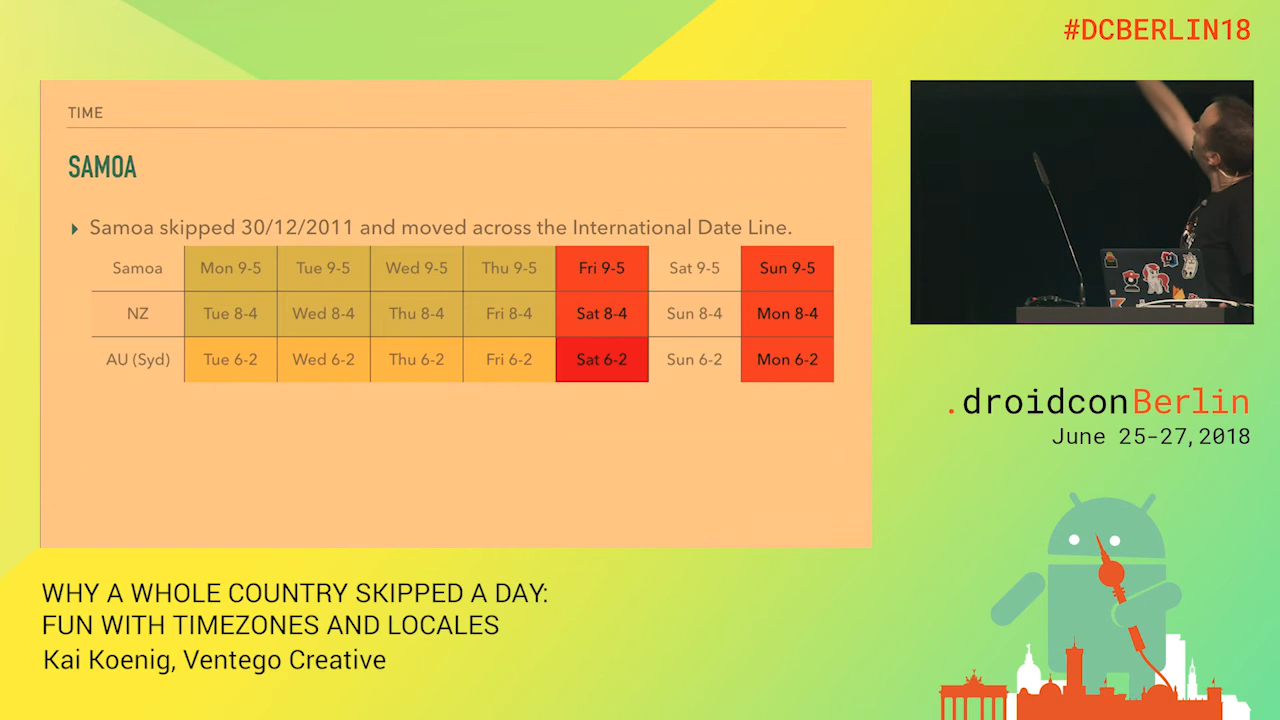 #DCBERLIN18
TIME
SAMOA
Samoa skipped 30/12/2011 and moved across the International Date Line.
Samoa Mon 9-5 Tue 9-5 Wed 9-5 Thu 9-5 Fri 9-5 Sat 9-5 Sun 9-5
NZ Tue 8-4 Wed 8-4 Thu 8-4 Fri 8-4 Sat 8-4 Sun 8-4 Mon 8-4
AU (Syd) Tue 6-2 Wed 6-2 Thu 6-2 Fri 6-2 Sat 6-2 Sun 6-2 Mon 6-2
.droidconBerlin
June 25-27,2018
WHY A WHOLE COUNTRY SKIPPED A DAY:
FUN WITH TIMEZONES AND LOCALES
Kai Koenig, Ventego Creative